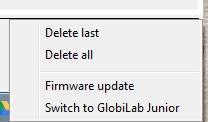 Delete last
Delete all
Firmware update
Switch to GlobiLab Junior